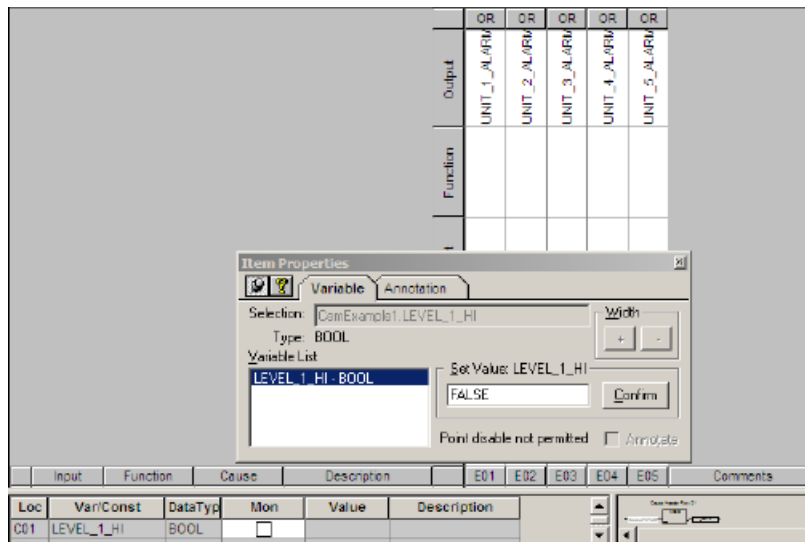 OR OR OR OR OR
Output
UNIT_1_ALARM
UNIT_2_ALARM
UNIT_3_ALARM
UNIT_4_ALARM
UNIT_5_ALARM
Function
Item Properties
Variable Annotation
Selection: CemExample1.LEVEL_1_HI
Width
Type: BOOL
+ -
Variable List
LEVEL_1_HI - BOOL
Set Value: LEVEL_1_HI
FALSE Confirm
Point disable not permitted Annotate
Input Function Cause Description E01 E02 E03 E04 E05 Comments
Loc Var/Const DataTyp Mon Value Description
C01 LEVEL_1_HI BOOL